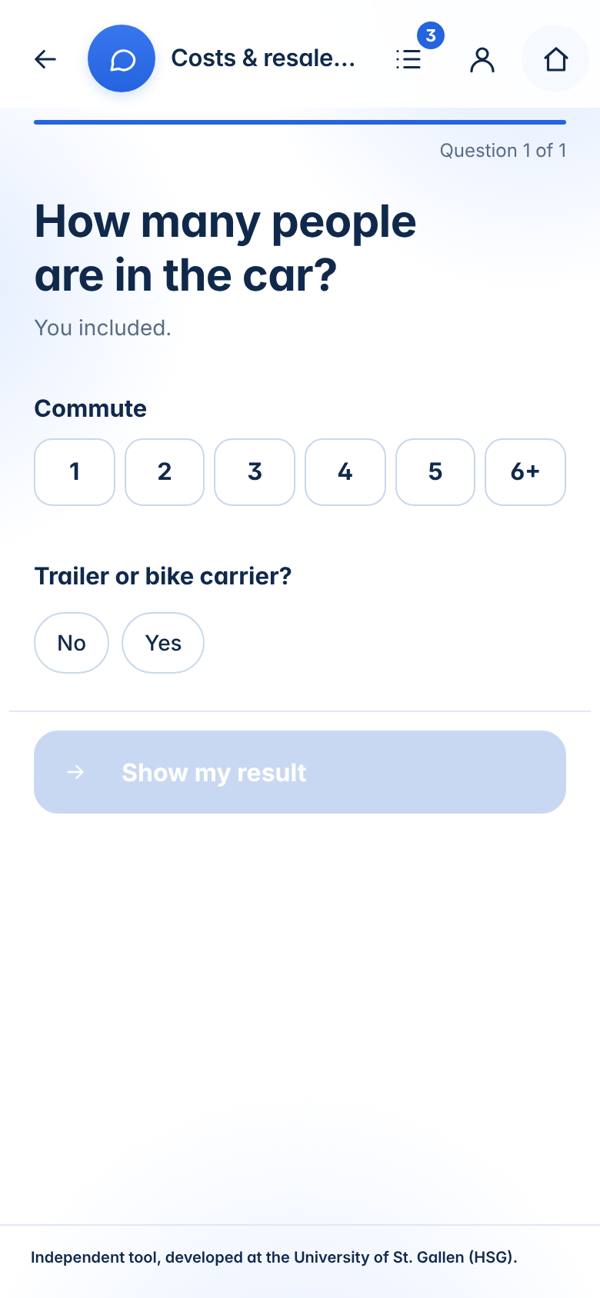 Costs & resale...
3
Question 1 of 1
How many people
are in the car?
You included.
Commute
1 2 3 4 5 6+
Trailer or bike carrier?
No Yes
Show my result
Independent tool, developed at the University of St. Gallen (HSG).